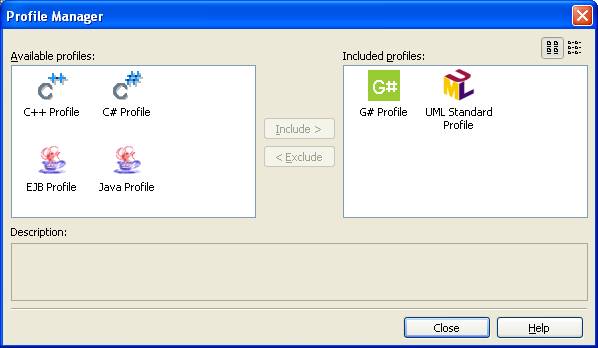 Profile Manager
Available profiles:
Included profiles:
C++ Profile
C# Profile
G#
G# Profile
UML
UML Standard
Profile
Include >
< Exclude
EJB Profile
Java Profile
Description:
Close
Help